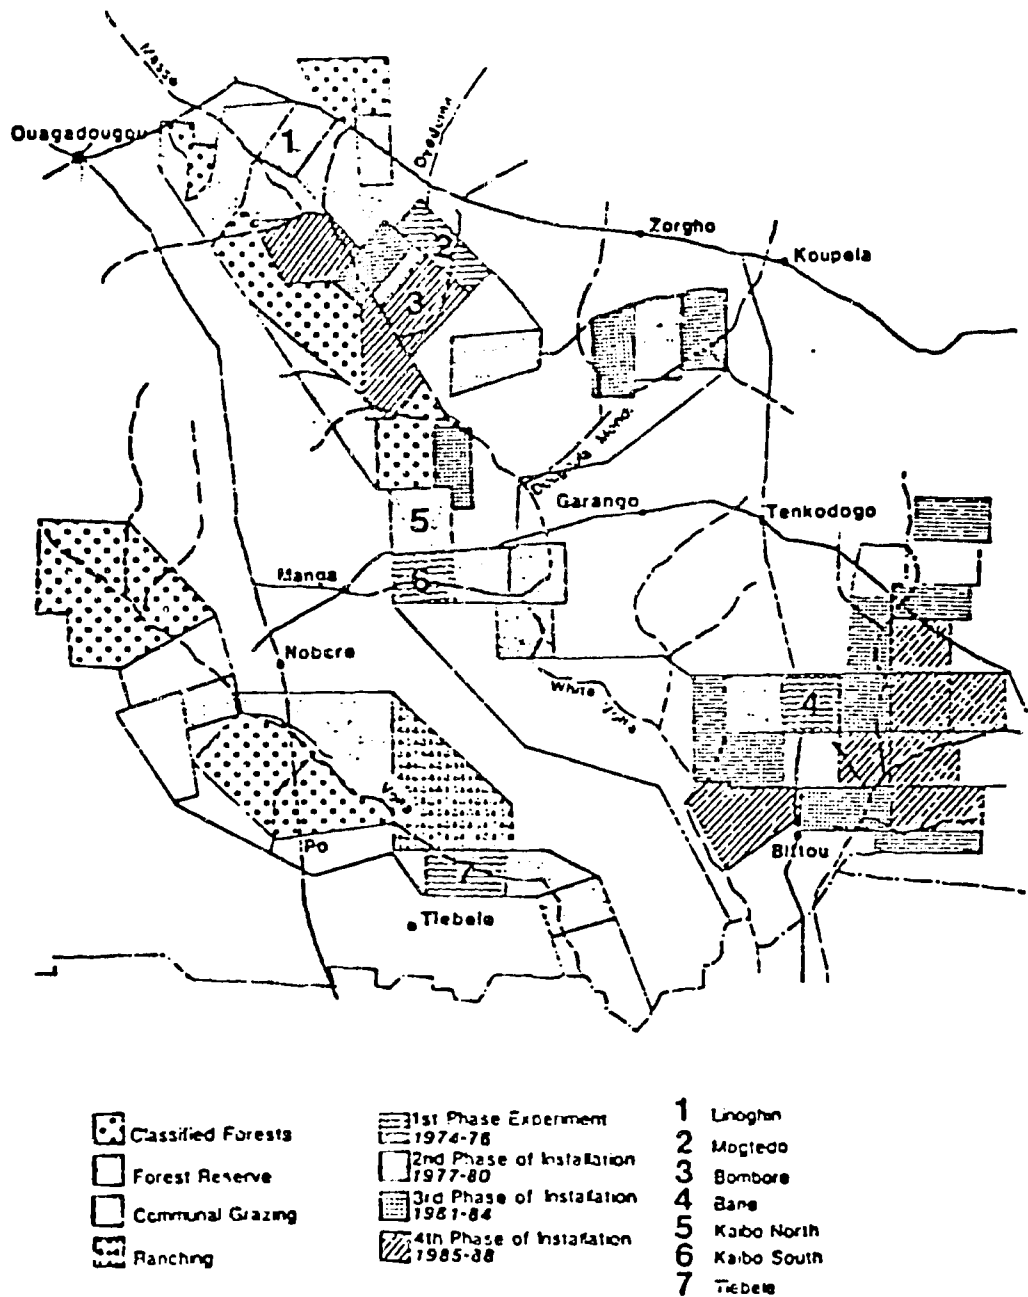 Ouagadougou
1
2
Zorgho
Koupela
3
Garango
Tenkodogo
5
Manga
6
Nobere
White
Volta
4
Po
Bittou
7
Tiebele
Classified Forests
Forest Reserve
Communal Grazing
Ranching
1st Phase Experiment
1974-76
2nd Phase of Installation
1977-80
3rd Phase of Installation
1981-84
4th Phase of Installation
1985-88
1 Linoghin
2 Mogtedo
3 Bombore
4 Bane
5 Kaibo North
6 Kaibo South
7 Tiebele